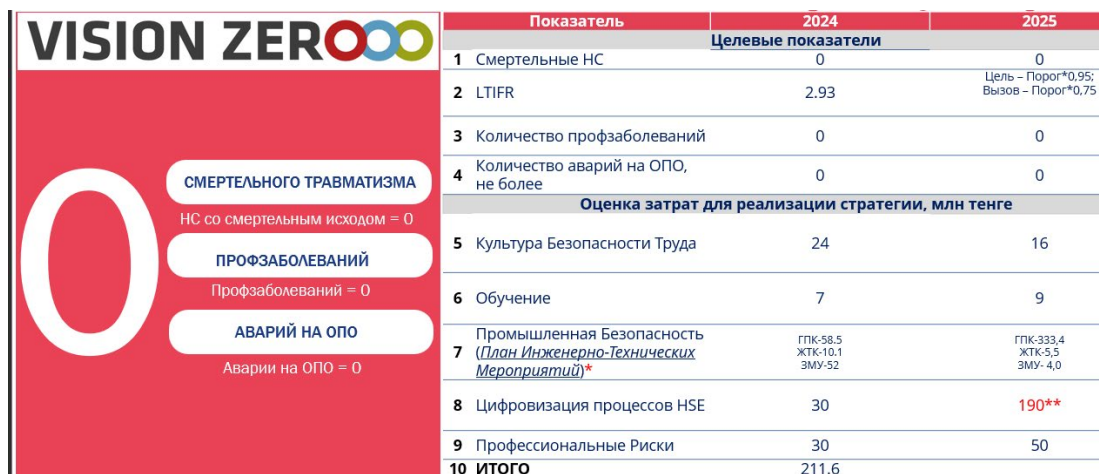 VISION ZERO
0
СМЕРТЕЛЬНОГО ТРАВМАТИЗМА
НС со смертельным исходом = 0
ПРОФЗАБОЛЕВАНИЙ
Профзаболеваний = 0
АВАРИЙ НА ОПО
Аварии на ОПО = 0
Показатель 2024 2025
Целевые показатели
1 Смертельные НС 0 0
2 LTIFR 2.93 Цель – Порог*0,95;
Вызов – Порог*0,75
3 Количество профзаболеваний 0 0
4 Количество аварий на ОПО,
не более 0 0
Оценка затрат для реализации стратегии, млн тенге
5 Культура Безопасности Труда 24 16
6 Обучение 7 9
7 Промышленная Безопасность
(План Инженерно-Технических
Мероприятий)*
ГПК-58.5
ЖТК-10.1
ЗМУ-52
ГПК-333,4
ЖТК-5,5
ЗМУ- 4,0
8 Цифровизация процессов HSE 30 190**
9 Профессиональные Риски 30 50
10 ИТОГО 211.6